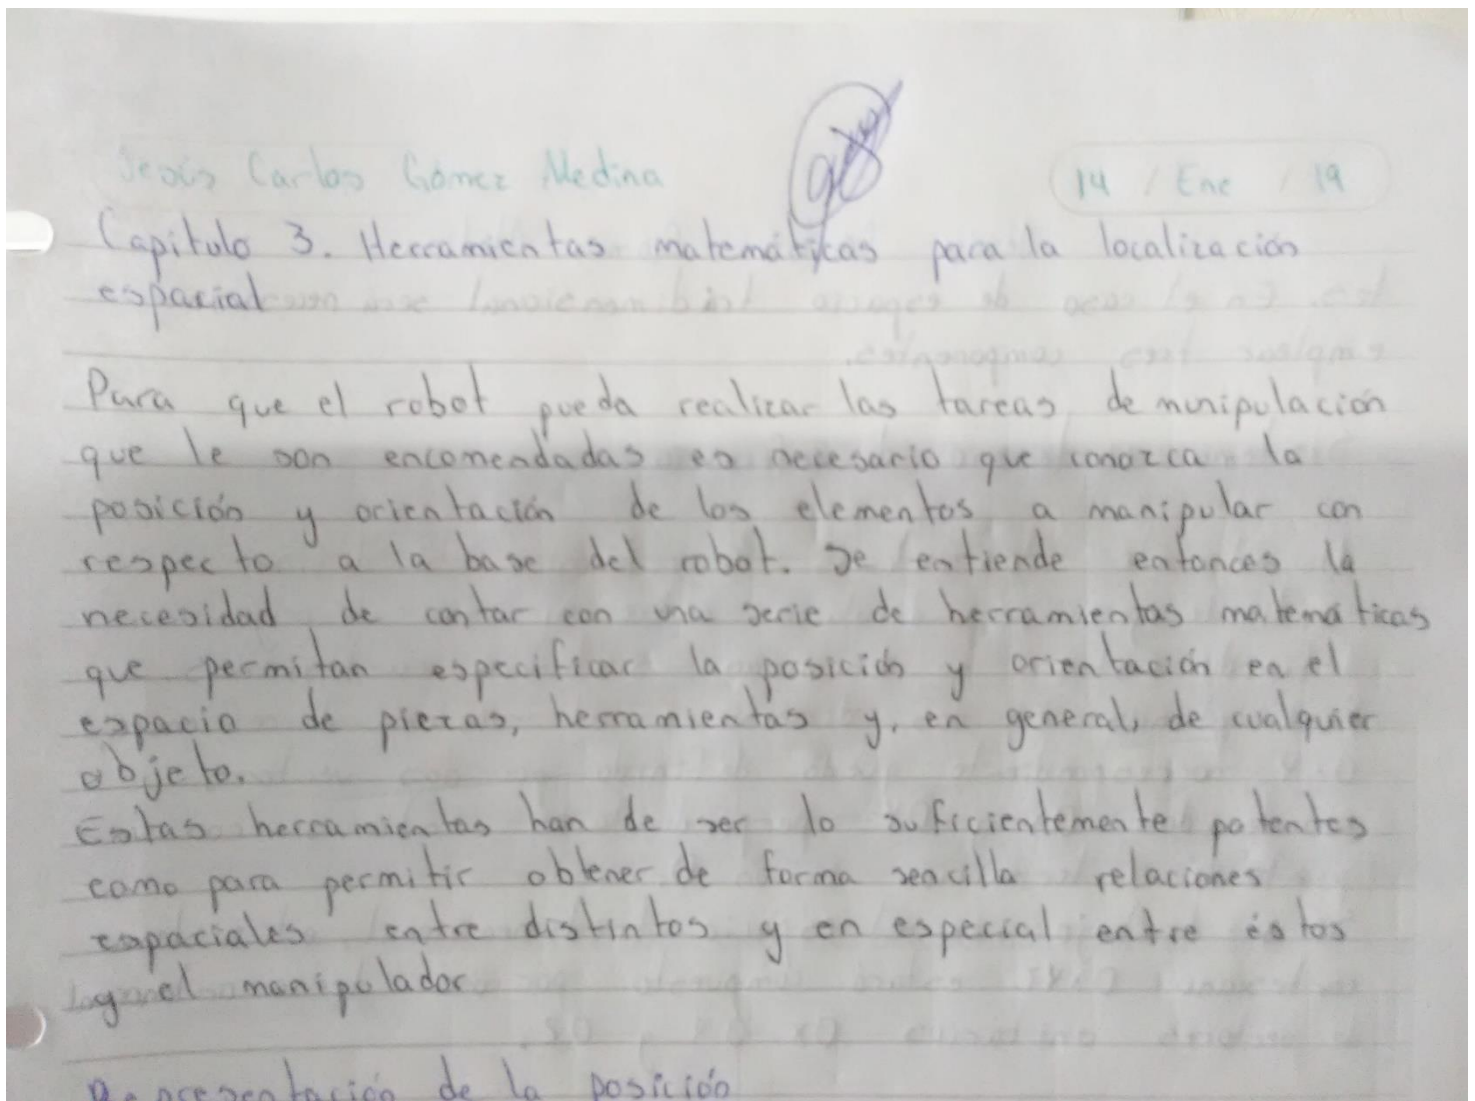 Jesús Carlos Gómez Medina
14 / Ene / 19
Capítulo 3. Herramientas matemáticas para la localización
espacial
Para que el robot pueda realizar las tareas de manipulación
que le son encomendadas es necesario que conozca la
posición y orientación de los elementos a manipular con
respecto a la base del robot. Se entiende entonces la
necesidad de contar con una serie de herramientas matemáticas
que permitan especificar la posición y orientación en el
espacio de piezas, herramientas y, en general, de cualquier
objeto.
Estas herramientas han de ser lo suficientemente potentes
como para permitir obtener de forma sencilla relaciones
espaciales entre distintos y en especial entre éstos
y el manipulador
Representación de la posición